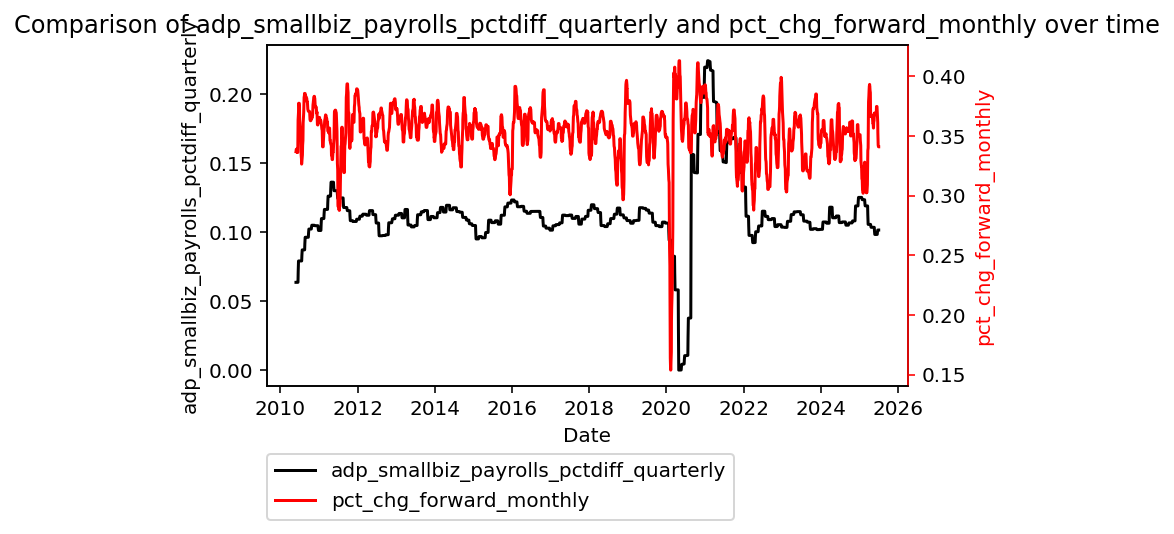 Comparison of adp_smallbiz_payrolls_pctdiff_quarterly and pct_chg_forward_monthly over time
adp_smallbiz_payrolls_pctdiff_quarterly
0.20
0.15
0.10
0.05
0.00
0.40
0.35
0.30
0.25
0.20
0.15
pct_chg_forward_monthly
2010 2012 2014 2016 2018 2020 2022 2024 2026
Date
adp_smallbiz_payrolls_pctdiff_quarterly
pct_chg_forward_monthly